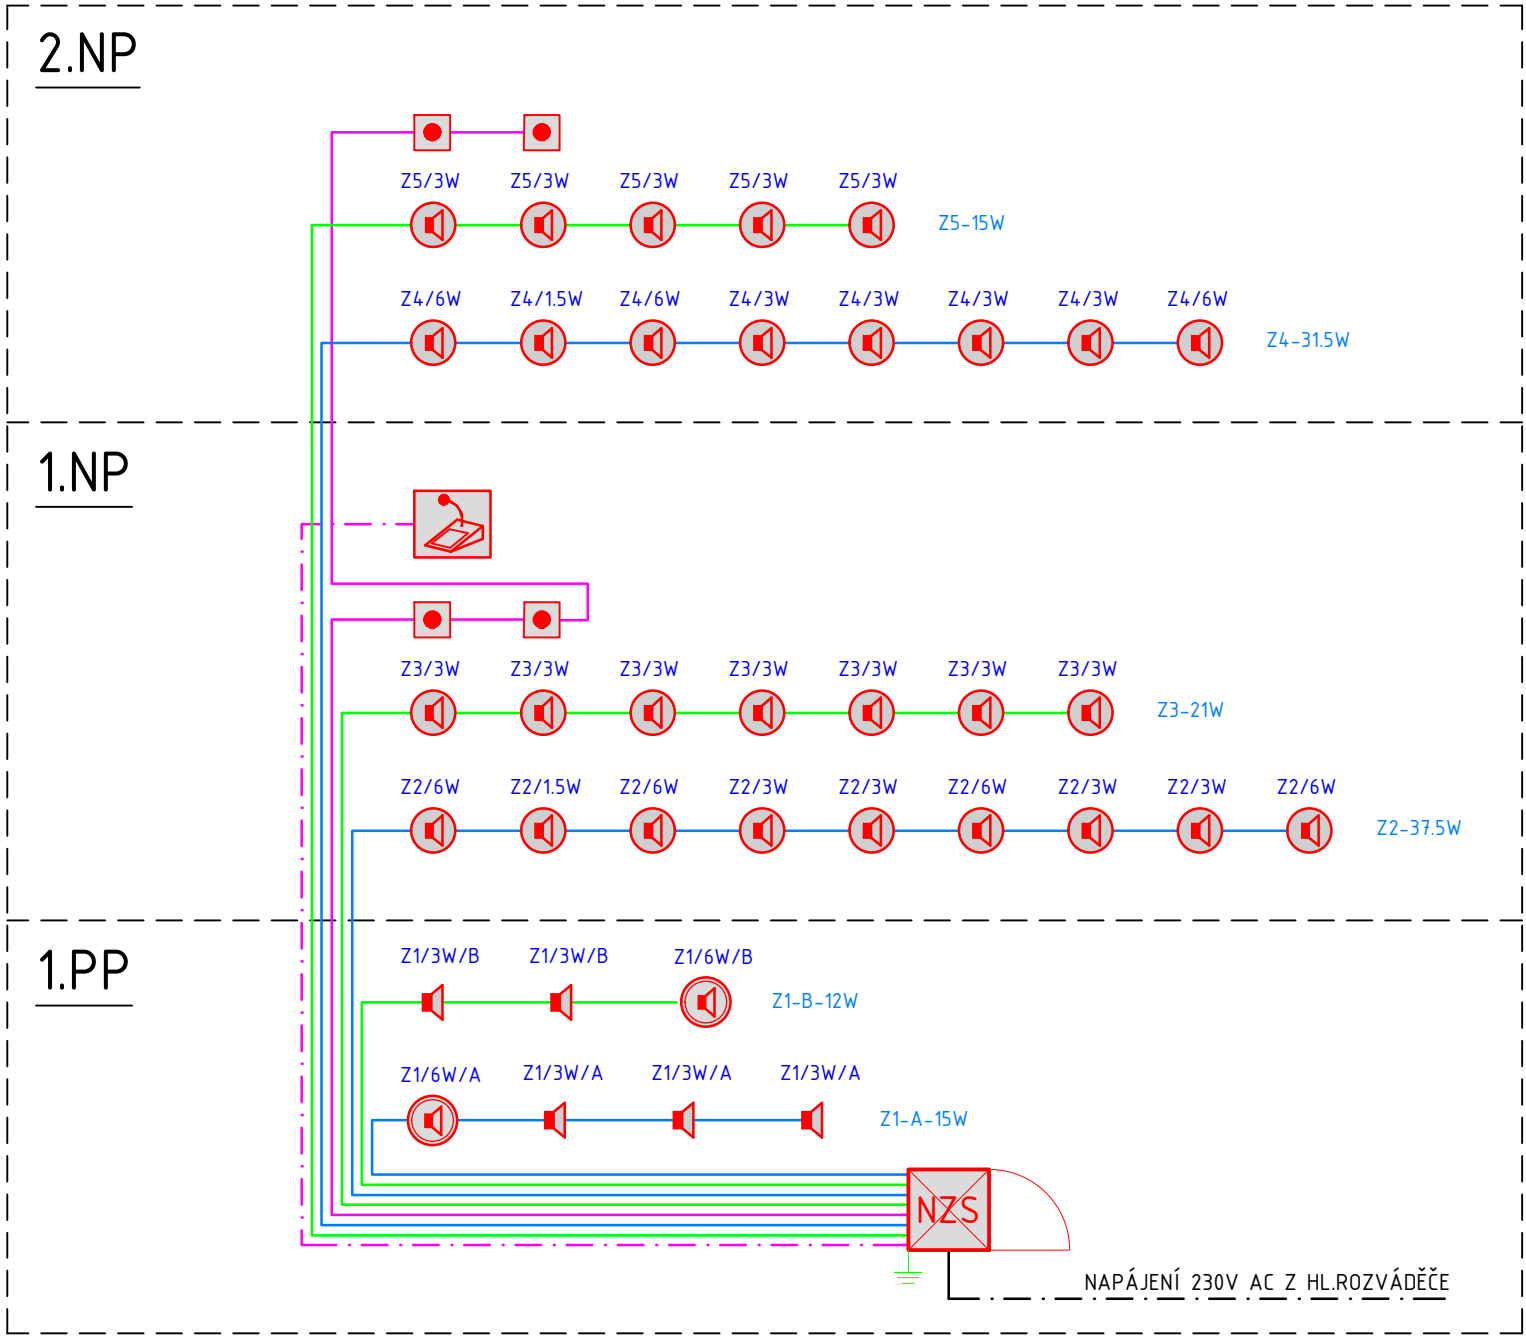 2.NP
Z5/3W Z5/3W Z5/3W Z5/3W Z5/3W
Z5-15W
Z4/6W Z4/1.5W Z4/6W Z4/3W Z4/3W Z4/3W Z4/3W Z4/6W
Z4-31.5W
1.NP
Z3/3W Z3/3W Z3/3W Z3/3W Z3/3W Z3/3W Z3/3W
Z3-21W
Z2/6W Z2/1.5W Z2/6W Z2/3W Z2/3W Z2/6W Z2/3W Z2/3W Z2/6W
Z2-37.5W
1.PP
Z1/3W/B Z1/3W/B Z1/6W/B
Z1-B-12W
Z1/6W/A Z1/3W/A Z1/3W/A Z1/3W/A
Z1-A-15W
NZS
NAPÁJENÍ 230V AC Z HL.ROZVÁDĚČE